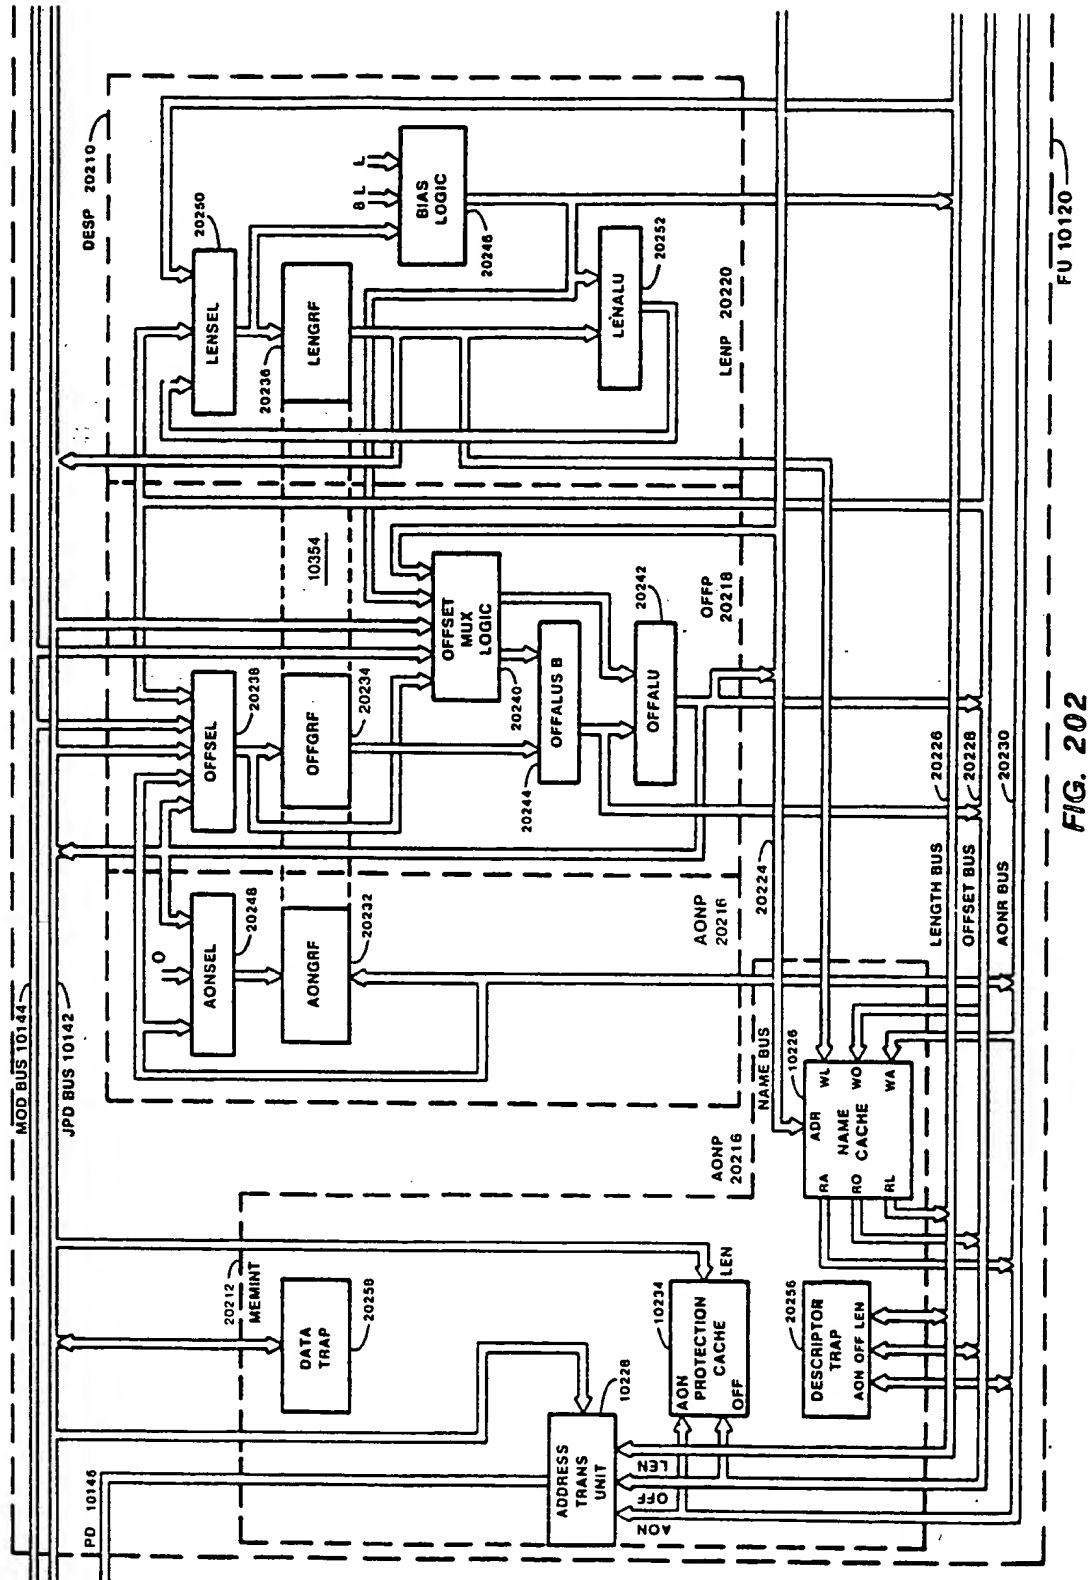 MOD BUS 10144
JPD BUS 10142
PD 10145
DESP 20210
20212
MEMINT
DATA
TRAP
20258
ADDRESS
TRANS
UNIT
10228
AON
OFF
LEN
AON
PROTECTION
CACHE
OFF
10234
LEN
DESCRIPTOR
TRAP
AON OFF LEN
20256
AONP
20216
NAME BUS
20224
ADR
NAME
CACHE
RA
RO
RL
WL
WO
WA
10226
AONSEL
20248
O
AONGRF
20232
AONP
20216
OFFSEL
20238
OFFGRF
20234
10354
OFFSET
MUX
LOGIC
20240
OFFALUS B
20244
OFFALU
20242
OFFP
20218
LENSEL
20250
LENGRF
20236
BIAS
LOGIC
20246
8 L
L
LENALU
20252
LENP 20220
LENGTH BUS
20226
OFFSET BUS
20228
AONR BUS
20230
FU 10120
FIG. 202